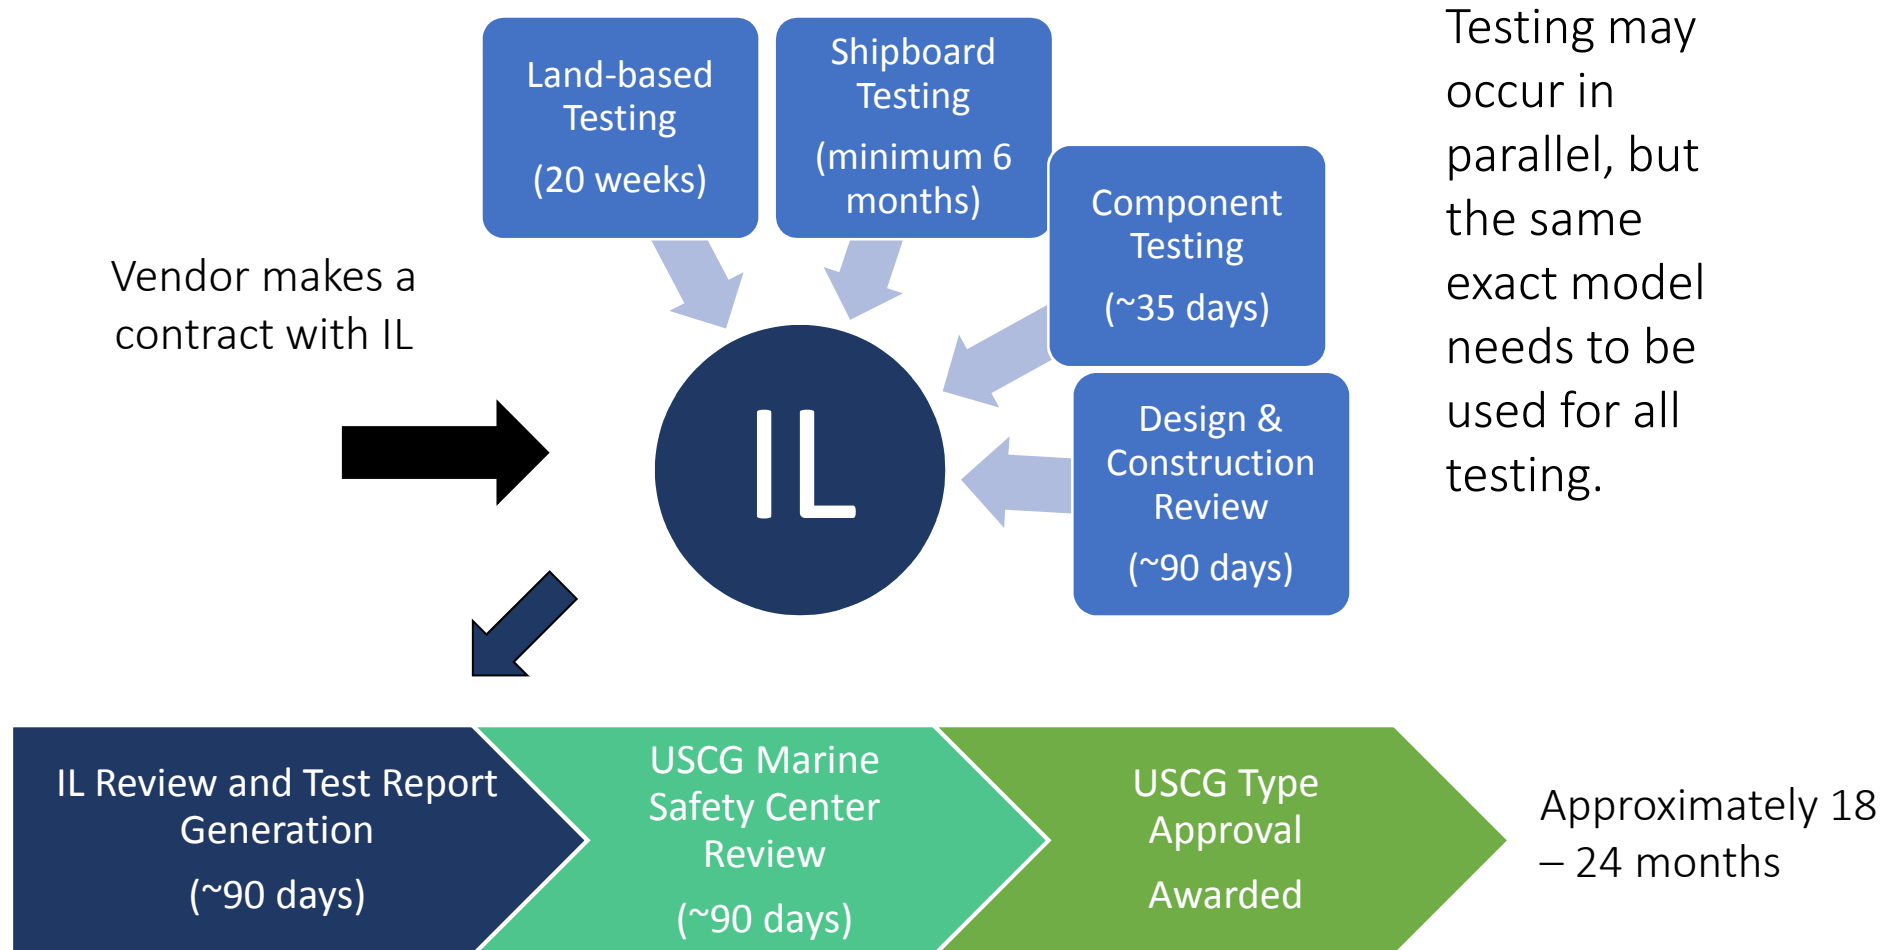 Land-based
Testing
(20 weeks)
Shipboard
Testing
(minimum 6
months)
Component
Testing
(~35 days)
Design &
Construction
Review
(~90 days)
Testing may
occur in
parallel, but
the same
exact model
needs to be
used for all
testing.
Vendor makes a
contract with IL
IL
IL Review and Test Report
Generation
(~90 days)
USCG Marine
Safety Center
Review
(~90 days)
USCG Type
Approval
Awarded
Approximately 18
– 24 months